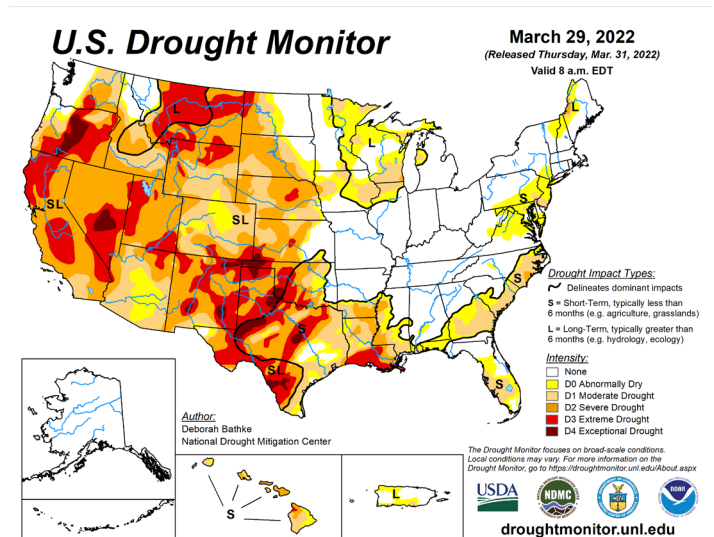 U.S. Drought Monitor
March 29, 2022
(Released Thursday, Mar. 31, 2022)
Valid 8 a.m. EDT
L
L
L
SL
SL
S
S
S
SL
S
Drought Impact Types:
Delineates dominant impacts
S = Short-Term, typically less than
6 months (e.g. agriculture, grasslands)
L = Long-Term, typically greater than
6 months (e.g. hydrology, ecology)
Intensity:
None
D0 Abnormally Dry
D1 Moderate Drought
D2 Severe Drought
D3 Extreme Drought
D4 Exceptional Drought
Author:
Deborah Bathke
National Drought Mitigation Center
S
L
The Drought Monitor focuses on broad-scale conditions.
Local conditions may vary. For more information on the
Drought Monitor, go to https://droughtmonitor.unl.edu/About.aspx
USDA
NDMC
NOAA
droughtmonitor.unl.edu